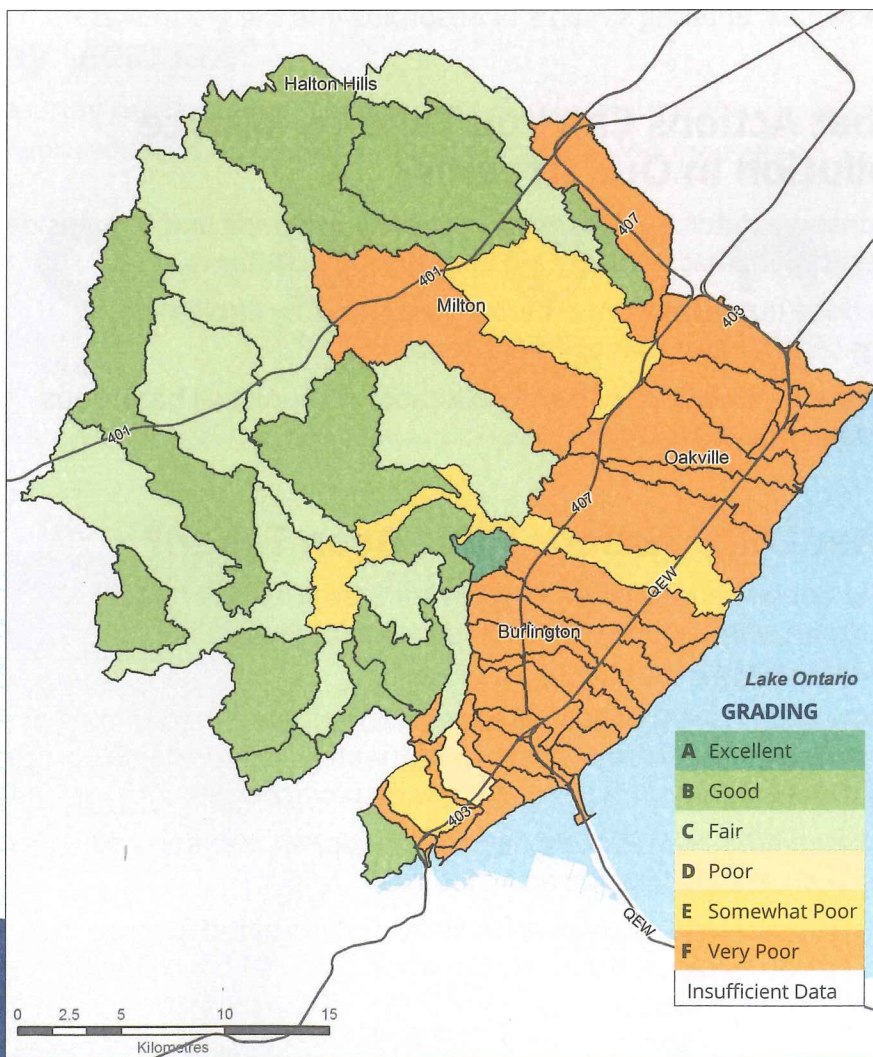 Halton Hills
407
401
Milton
403
401
Oakville
407
QEW
Burlington
Lake Ontario
GRADING
A Excellent
B Good
C Fair
D Poor
E Somewhat Poor
F Very Poor
Insufficient Data
403
QEW
0 2.5 5 10 15
Kilometres